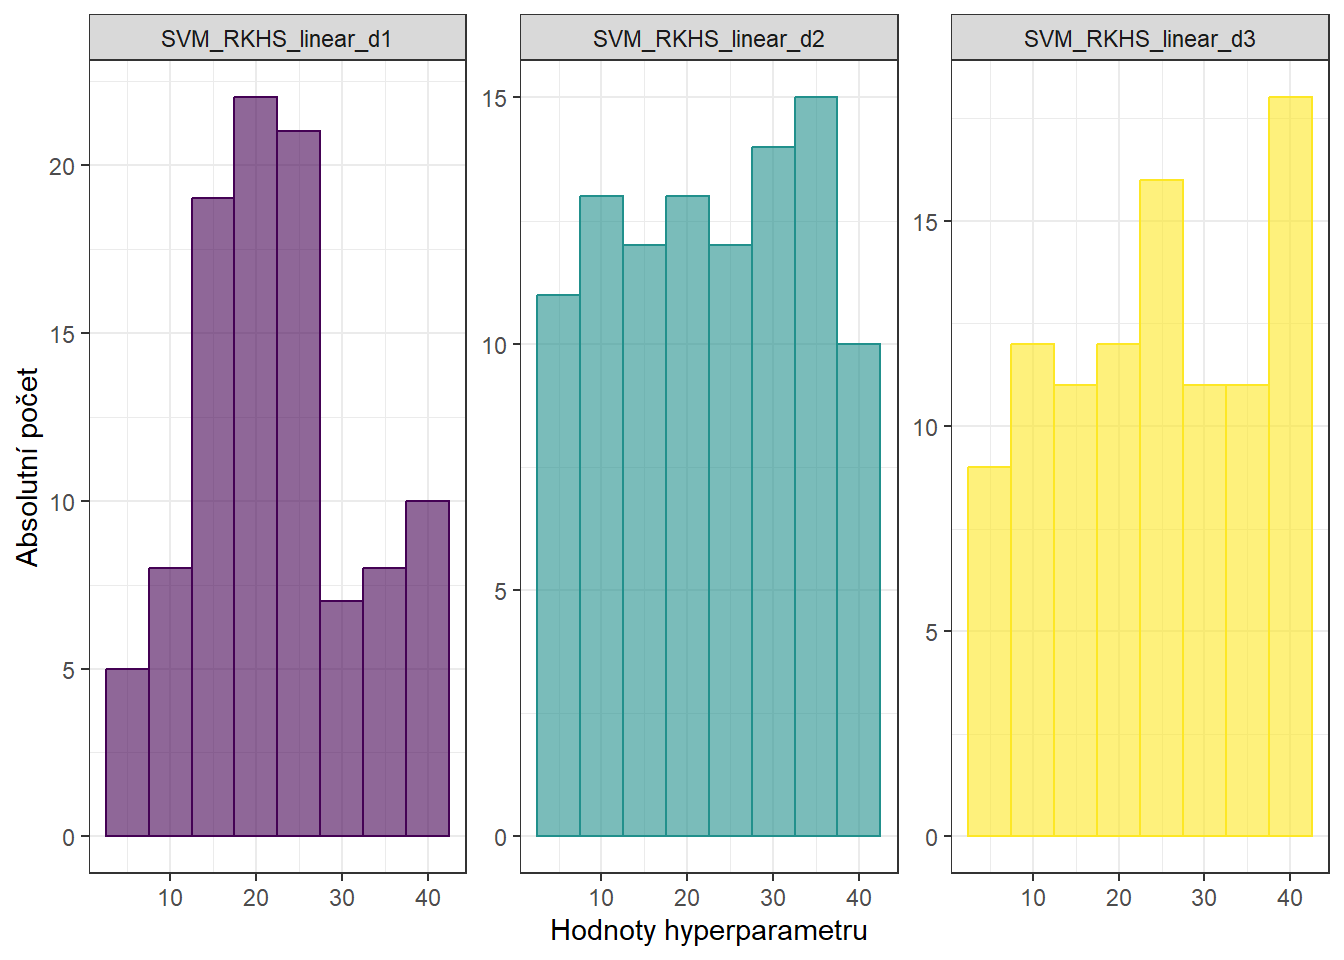 SVM_RKHS_linear_d1
SVM_RKHS_linear_d2
SVM_RKHS_linear_d3
Absolutní počet
20
15
10
5
0
15
10
5
0
15
10
5
0
10 20 30 40
10 20 30 40
10 20 30 40
Hodnoty hyperparametru